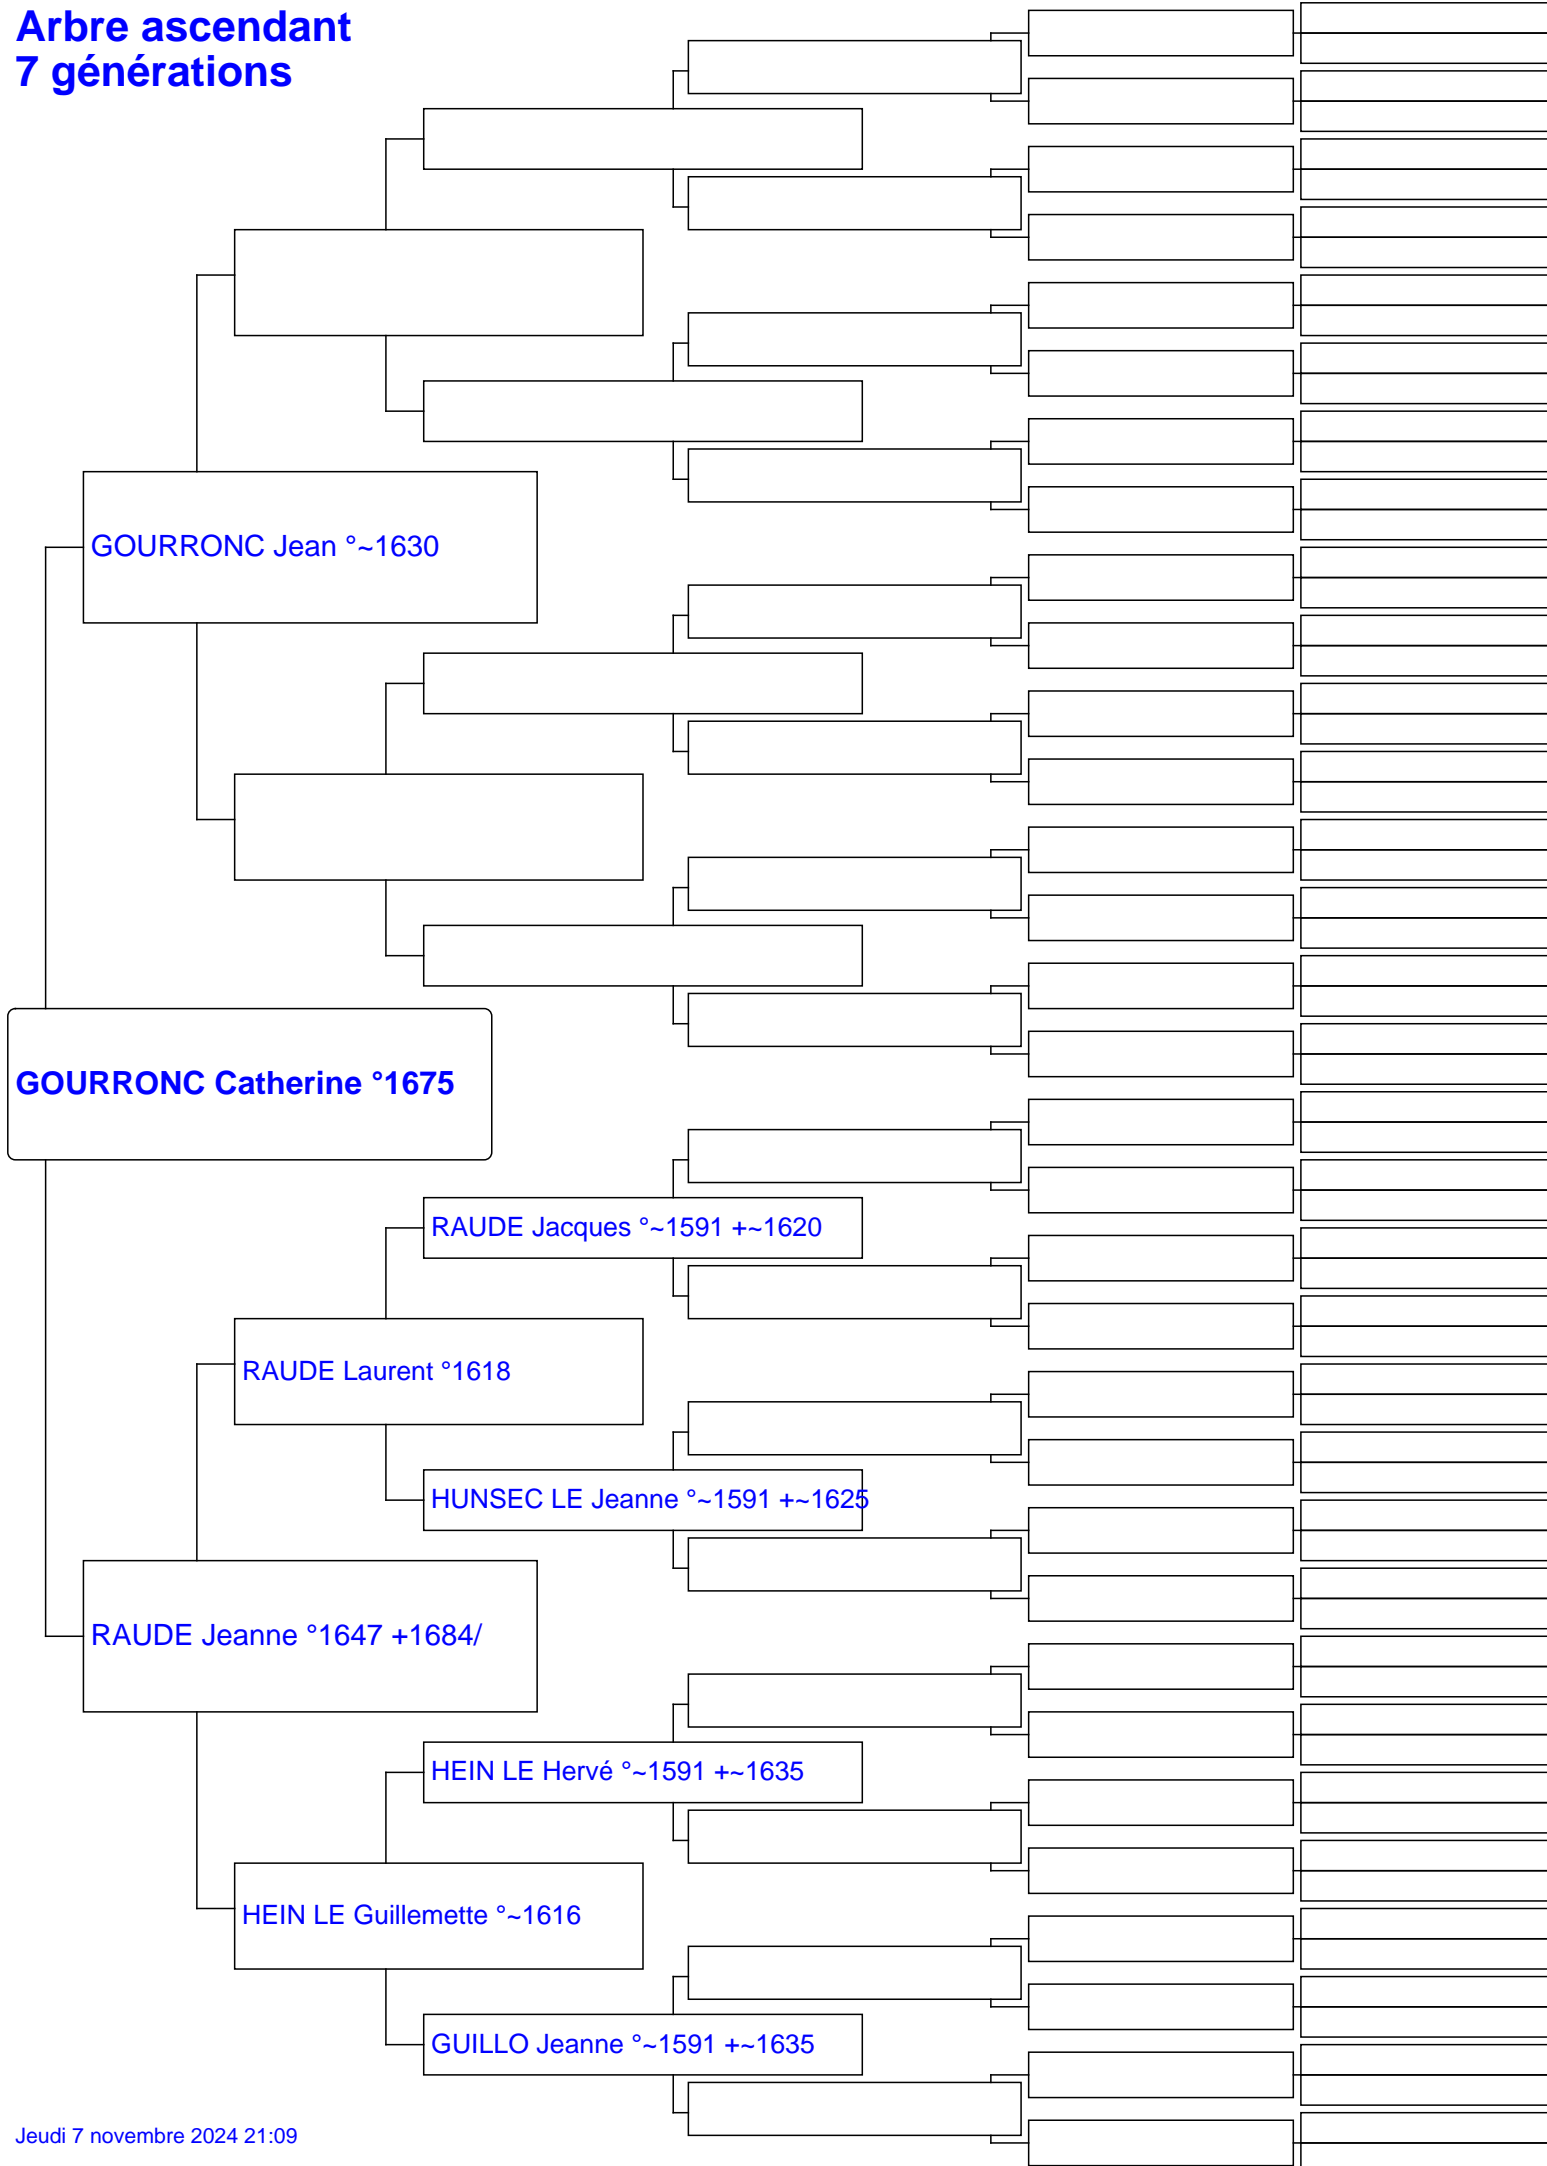 Arbre ascendant
7 générations
GOURRONC Jean °~1630
GOURRONC Catherine °1675
RAUDE Jacques °~1591 +~1620
RAUDE Laurent °1618
HUNSEC LE Jeanne °~1591 +~1625
RAUDE Jeanne °1647 +1684/
HEIN LE Hervé °~1591 +~1635
HEIN LE Guillemette °~1616
GUILLO Jeanne °~1591 +~1635
Jeudi 7 novembre 2024 21:09